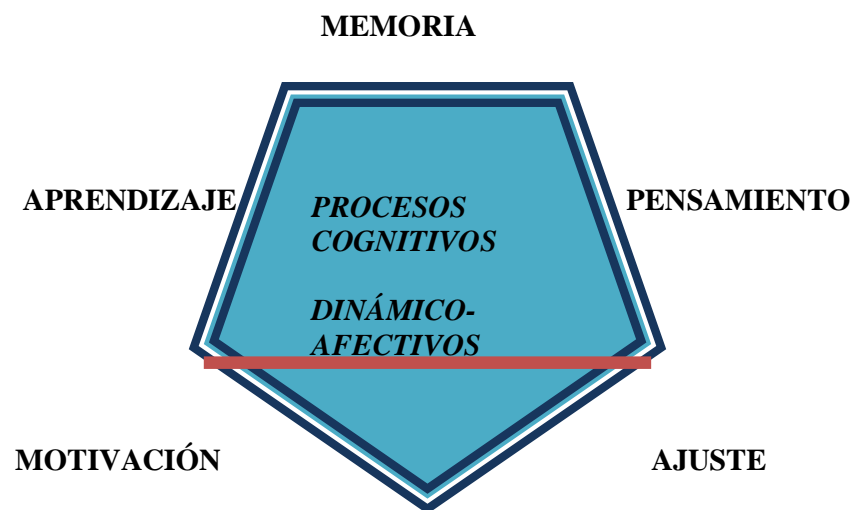 MEMORIA
APRENDIZAJE
PENSAMIENTO
PROCESOS
COGNITIVOS
DINÁMICO-
AFECTIVOS
MOTIVACIÓN
AJUSTE